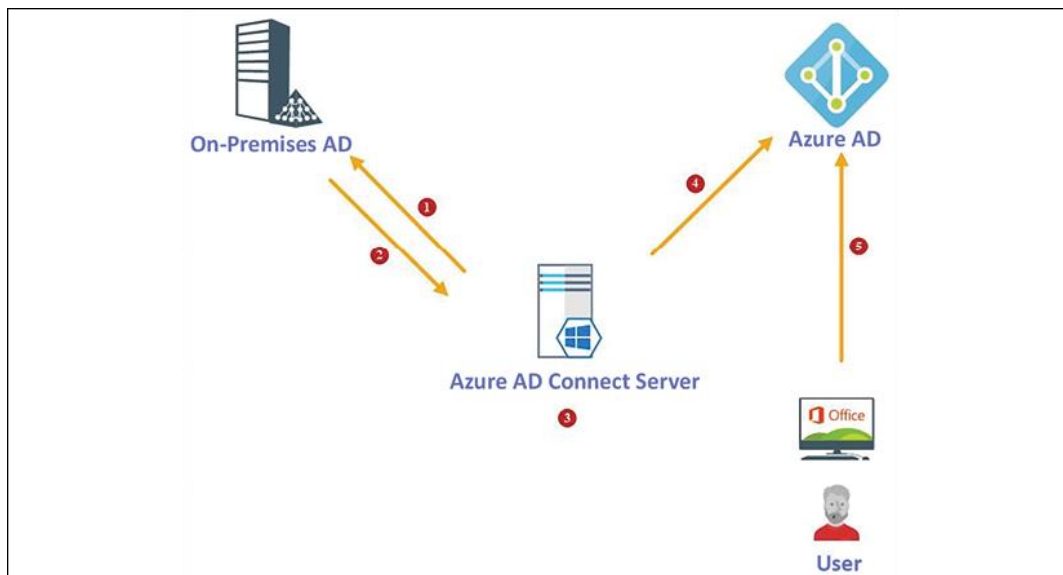 On-Premises AD
Azure AD
1
4
2
5
Azure AD Connect Server
3
Office
User